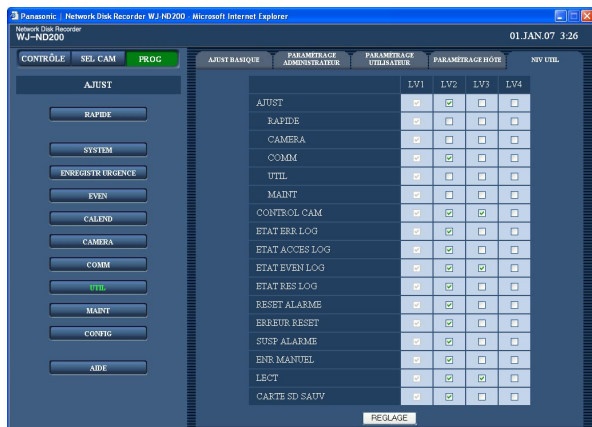 Panasonic | Network Disk Recorder WJ-ND200 - Microsoft Internet Explorer
Network Disk Recorder
WJ-ND200
01.JAN.07 3:26
CONTRÔLE SEL CAM PROG
AJUST BASIQUE
PARAMÉTRAGE ADMINISTRATEUR
PARAMÉTRAGE UTILISATEUR
PARAMÉTRAGE HÔTE
NIV UTIL
AJUST
RAPIDE
SYSTEM
ENREGISTR URGENCE
EVEN
CALEND
CAMERA
COMM
UTIL
MAINT
CONFIG
AIDE
LV1 LV2 LV3 LV4
AJUST
RAPIDE
CAMERA
COMM
UTIL
MAINT
CONTROL CAM
ETAT ERR LOG
ETAT ACCES LOG
ETAT EVEN LOG
ETAT RES LOG
RESET ALARME
ERREUR RESET
SUSP ALARME
ENR MANUEL
LECT
CARTE SD SAUV
REGLAGE